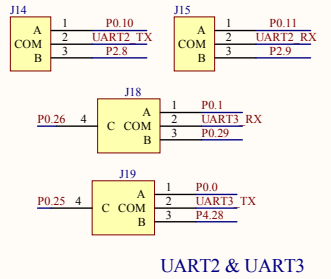 J14 J15
A 1 P0.10 A 1 P0.11
COM 2 UART2_TX COM 2 UART2_RX
B 3 P2.8 B 3 P2.9
J18
A 1 P0.1
P0.26 4 C COM 2 UART3_RX
B 3 P0.29
J19
A 1 P0.0
P0.25 4 C COM 2 UART3_TX
B 3 P4.28
UART2 & UART3